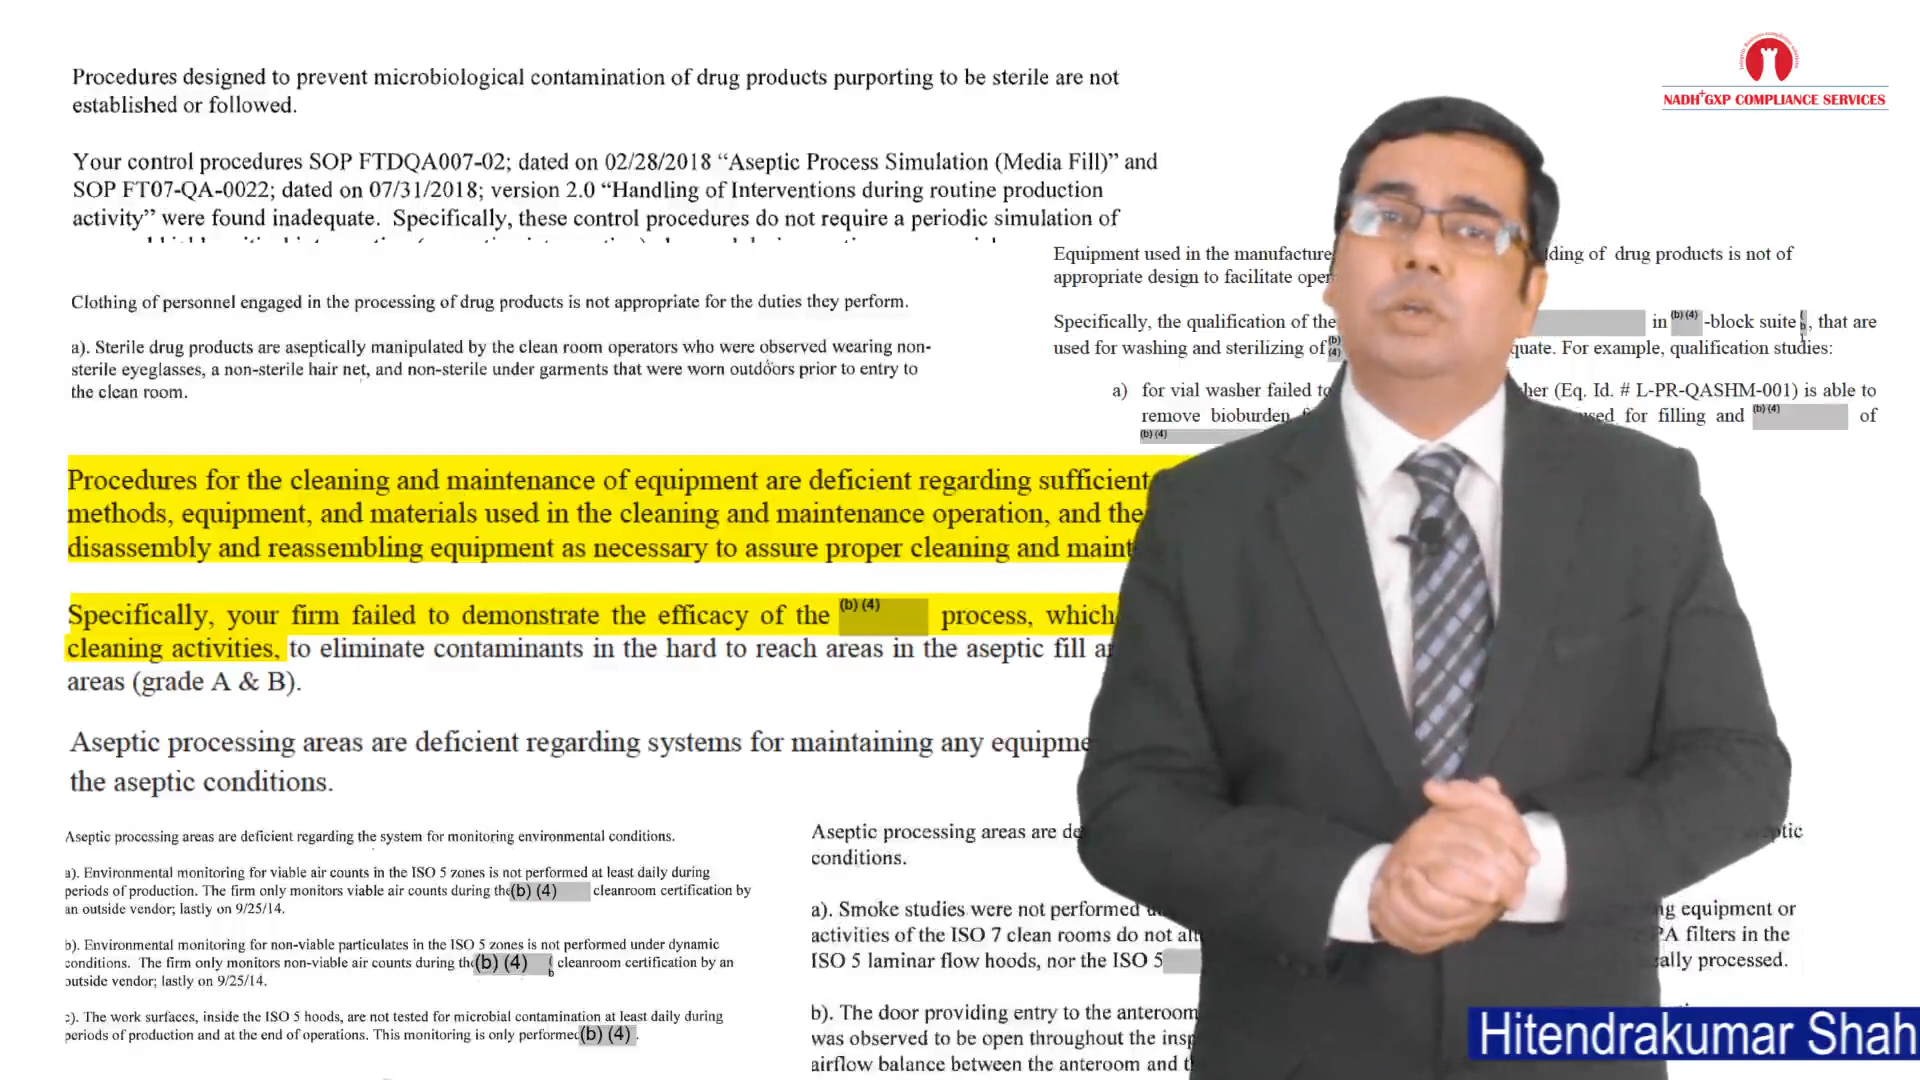 NADH+GXP COMPLIANCE SERVICES
Procedures designed to prevent microbiological contamination of drug products purporting to be sterile are not
established or followed.
Your control procedures SOP FTDQA007-02; dated on 02/28/2018 “Aseptic Process Simulation (Media Fill)” and
SOP FT07-QA-0022; dated on 07/31/2018; version 2.0 “Handling of Interventions during routine production
activity” were found inadequate. Specifically, these control procedures do not require a periodic simulation of
Clothing of personnel engaged in the processing of drug products is not appropriate for the duties they perform.
a). Sterile drug products are aseptically manipulated by the clean room operators who were observed wearing non-
sterile eyeglasses, a non-sterile hair net, and non-sterile under garments that were worn outdoors prior to entry to
the clean room.
Equipment used in the manufacture ding of drug products is not of
appropriate design to facilitate oper
Specifically, the qualification of the in (b) (4) -block suite (b, that are
used for washing and sterilizing of (b) (4) quate. For example, qualification studies:
a) for vial washer failed to her (Eq. Id. # L-PR-QASHM-001) is able to
remove bioburden used for filling and (b) (4) of
(b) (4)
Procedures for the cleaning and maintenance of equipment are deficient regarding sufficient
methods, equipment, and materials used in the cleaning and maintenance operation, and the
disassembly and reassembling equipment as necessary to assure proper cleaning and maint
Specifically, your firm failed to demonstrate the efficacy of the (b) (4) process, which
cleaning activities, to eliminate contaminants in the hard to reach areas in the aseptic fill ar
areas (grade A & B).
Aseptic processing areas are deficient regarding systems for maintaining any equipme
the aseptic conditions.
Aseptic processing areas are deficient regarding the system for monitoring environmental conditions.
a). Environmental monitoring for viable air counts in the ISO 5 zones is not performed at least daily during
periods of production. The firm only monitors viable air counts during the (b) (4) cleanroom certification by
an outside vendor; lastly on 9/25/14.
b). Environmental monitoring for non-viable particulates in the ISO 5 zones is not performed under dynamic
conditions. The firm only monitors non-viable air counts during the (b) (4) (b cleanroom certification by an
outside vendor; lastly on 9/25/14.
c). The work surfaces, inside the ISO 5 hoods, are not tested for microbial contamination at least daily during
periods of production and at the end of operations. This monitoring is only performed (b) (4) .
Aseptic processing areas are de ptic
conditions.
a). Smoke studies were not performed ng equipment or
activities of the ISO 7 clean rooms do not all PA filters in the
ISO 5 laminar flow hoods, nor the ISO 5 ally processed.
b). The door providing entry to the anteroom
was observed to be open throughout the insp
airflow balance between the anteroom and t
Hitendrakumar Shah